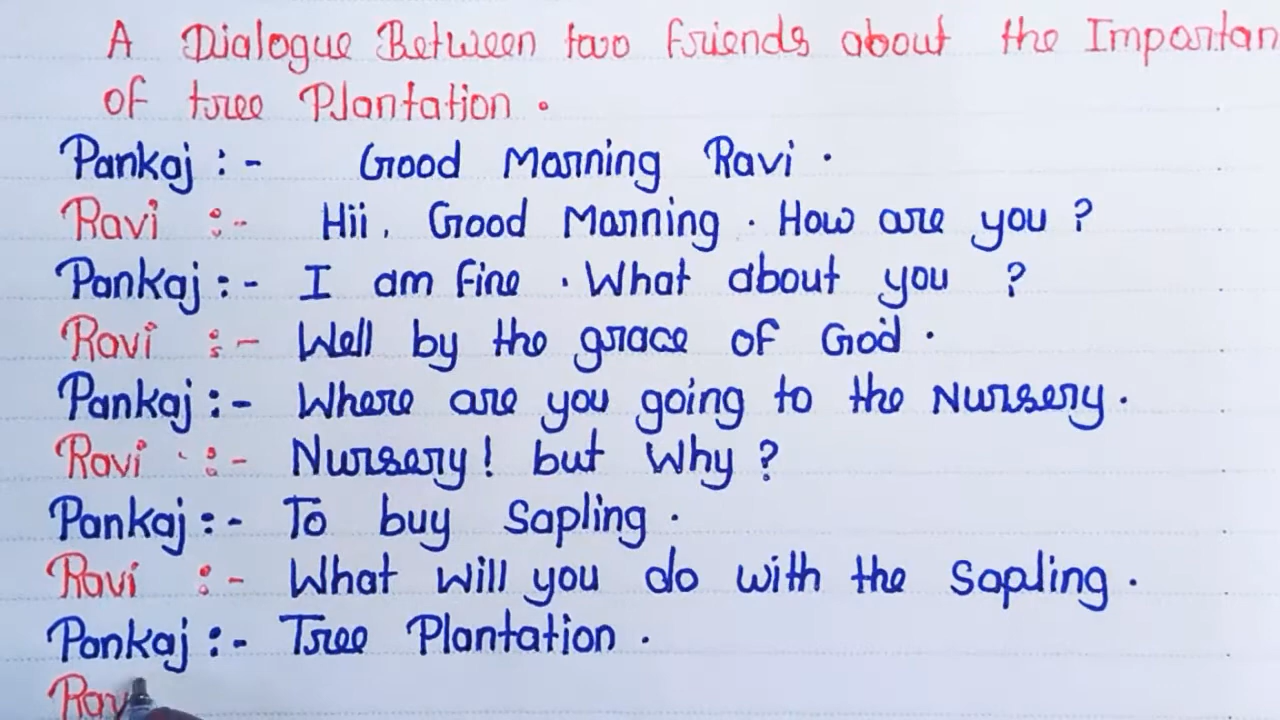 A Dialogue Between two friends about the Importan
of tree Plantation.
Pankaj :- Good Morning Ravi.
Ravi :- Hii. Good Morning. How are you?
Pankaj :- I am fine. What about you ?
Ravi :- Well by the grace of God.
Pankaj :- Where are you going to the Nursery.
Ravi :- Nursery! but Why?
Pankaj :- To buy Sapling.
Ravi :- What will you do with the Sapling.
Pankaj :- Tree Plantation.
Rav